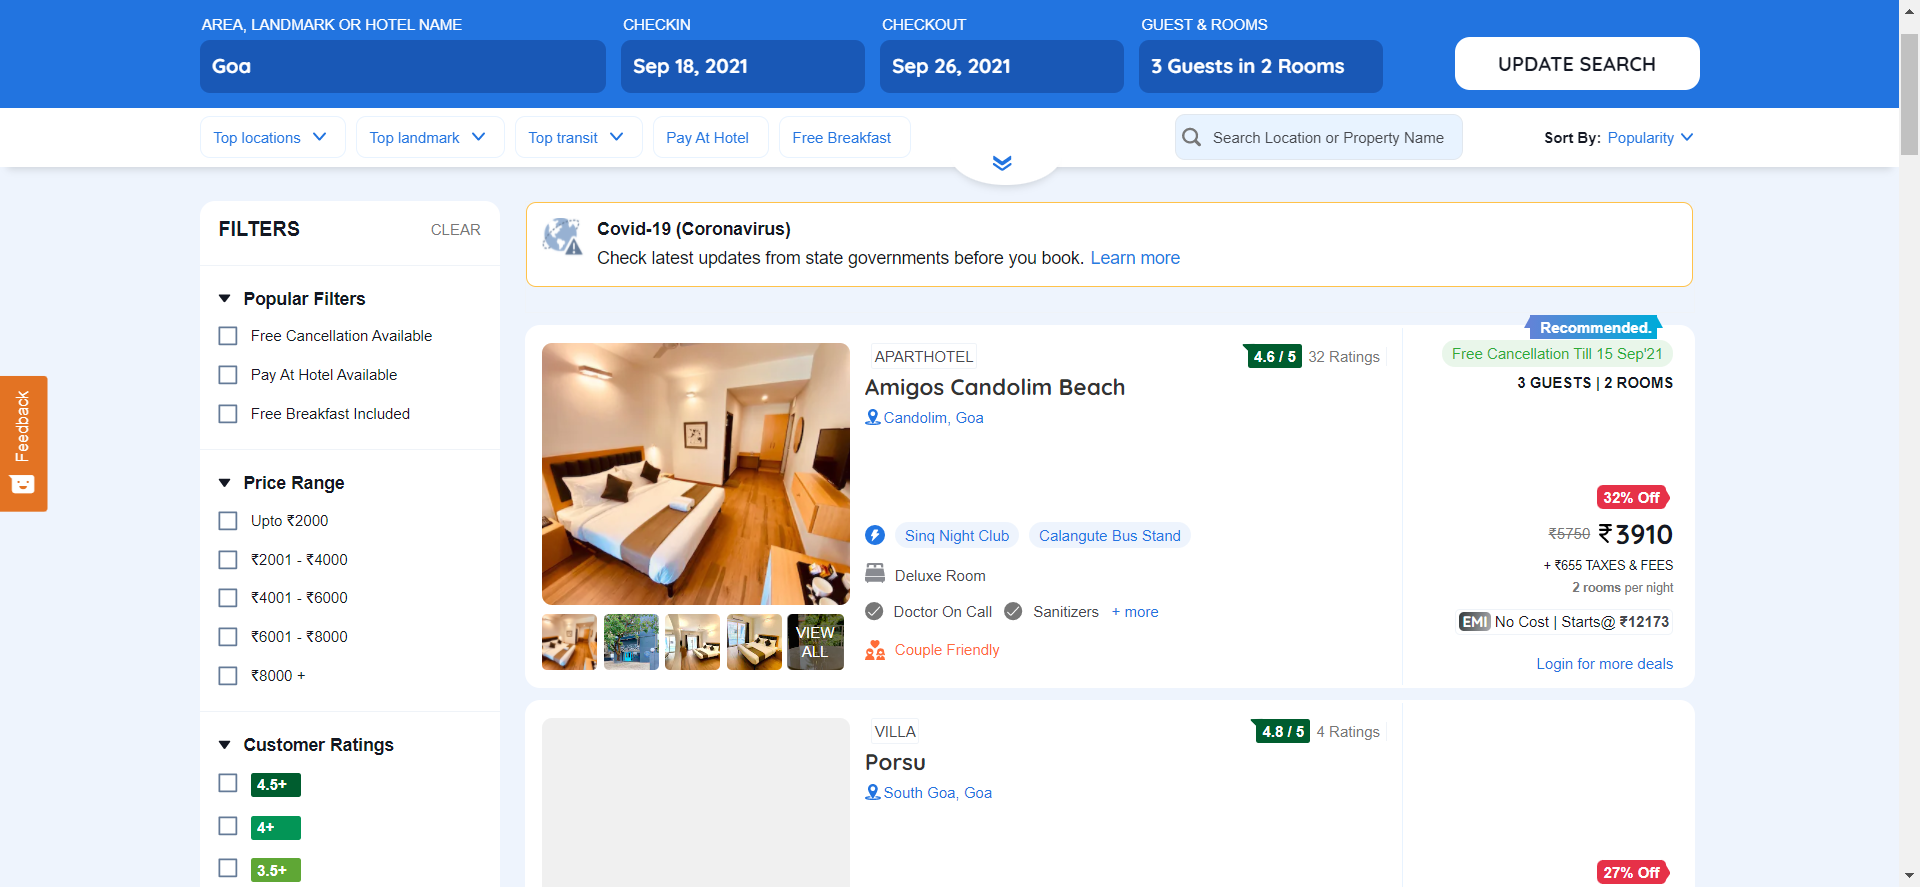 AREA, LANDMARK OR HOTEL NAME
CHECKIN
CHECKOUT
GUEST & ROOMS
Goa
Sep 18, 2021
Sep 26, 2021
3 Guests in 2 Rooms
UPDATE SEARCH
Top locations
Top landmark
Top transit
Pay At Hotel
Free Breakfast
Search Location or Property Name
Sort By: Popularity
FILTERS
CLEAR
Popular Filters
Free Cancellation Available
Pay At Hotel Available
Free Breakfast Included
Price Range
Upto ₹2000
₹2001 - ₹4000
₹4001 - ₹6000
₹6001 - ₹8000
₹8000 +
Customer Ratings
4.5+
4+
3.5+
Feedback
Covid-19 (Coronavirus)
Check latest updates from state governments before you book. Learn more
APARTHOTEL
4.6 / 5 32 Ratings
Amigos Candolim Beach
Candolim, Goa
Sinq Night Club
Calangute Bus Stand
Deluxe Room
Doctor On Call
Sanitizers
+ more
Couple Friendly
VIEW
ALL
Recommended.
Free Cancellation Till 15 Sep'21
3 GUESTS | 2 ROOMS
32% Off
₹5750 ₹3910
+ ₹655 TAXES & FEES
2 rooms per night
EMI No Cost | Starts@ ₹12173
Login for more deals
VILLA
4.8 / 5 4 Ratings
Porsu
South Goa, Goa
27% Off